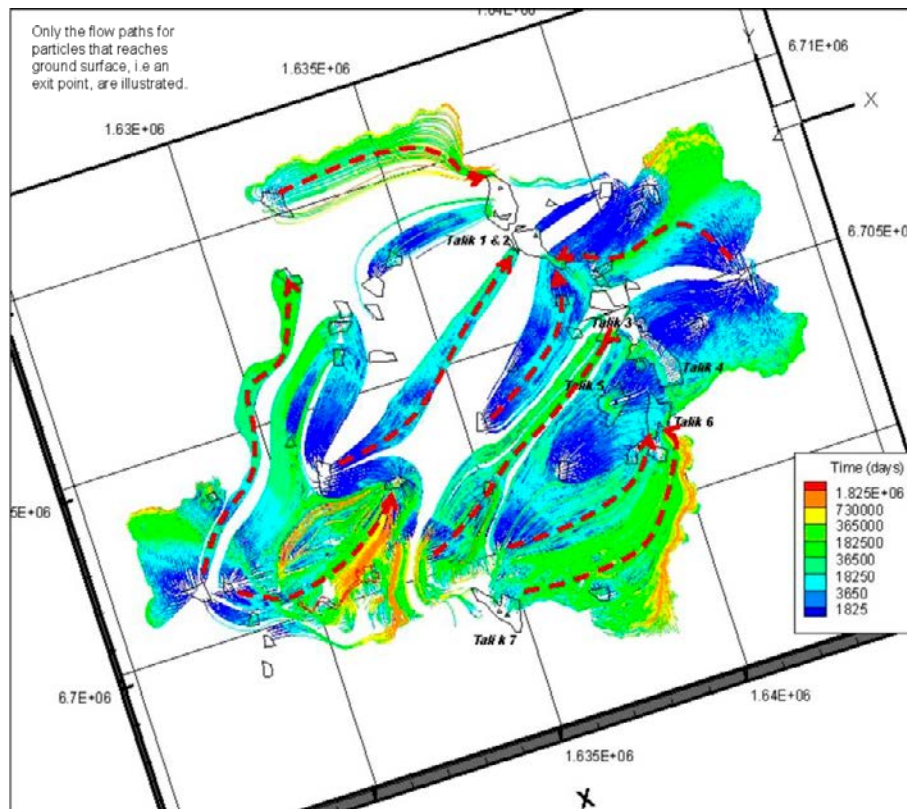 Only the flow paths for
particles that reaches
ground surface, i.e an
exit point, are illustrated.
1.635E+06
1.63E+06
6.71E+06
Y
X
6.705E+0
Talik 1 & 2
Talik 3
Talik 4
Talik 5
Talik 6
Talik 7
Time (days)
1.825E+06
730000
365000
182500
36500
18250
3650
1825
5E+06
6.7E+06
1.64E+06
1.635E+06
X